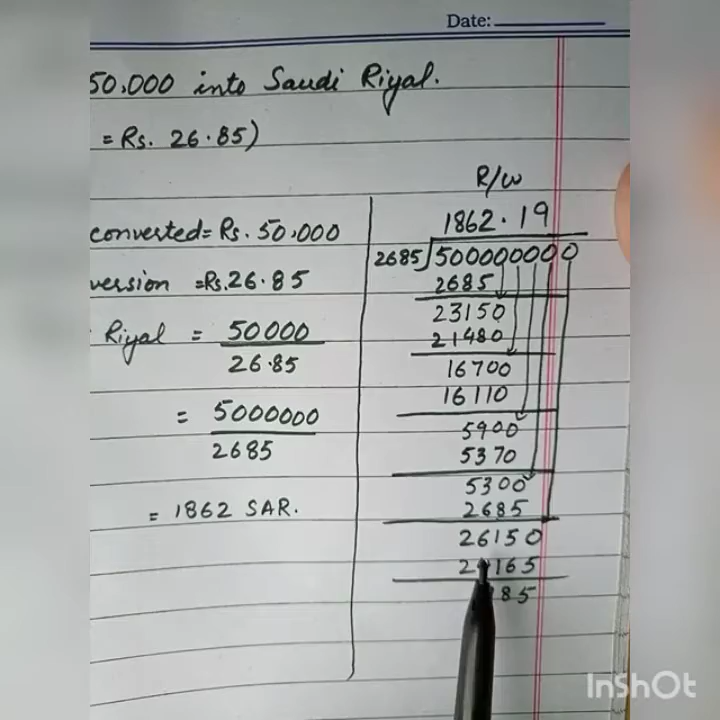 Date:
50,000 into Saudi Riyal.
= Rs. 26.85)
converted = Rs. 50,000
version = Rs. 26.85
Riyal = 50000
26.85
= 5000000
2685
= 1862 SAR.
R/W
1862.19
2685 500000000
2685
23150
21480
16700
16110
5900
5370
5300
2685
26150
24165
85
InShOt